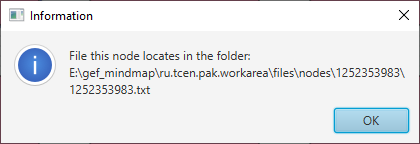 Information
File this node locates in the folder:
E:\gef_mindmap\ru.tcen.pak.workarea\files\nodes\1252353983\
1252353983.txt
OK